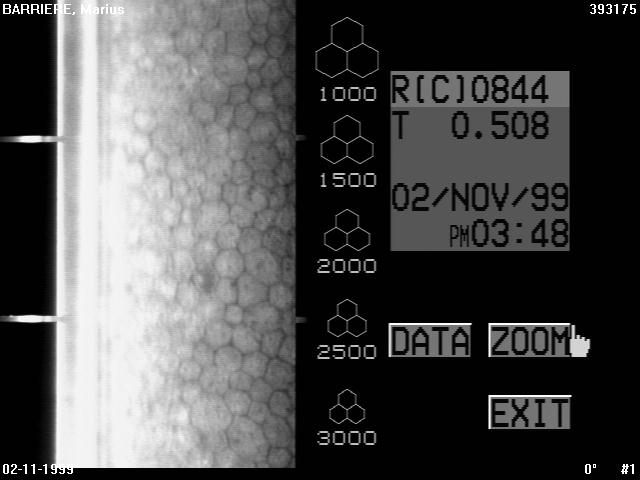 BARRIERE, Marius
393175
1000
1500
2000
2500
3000
R[C]0844
T 0.508
02/NOV/99
PM03:48
DATA ZOOM
EXIT
02-11-1999
0° #1